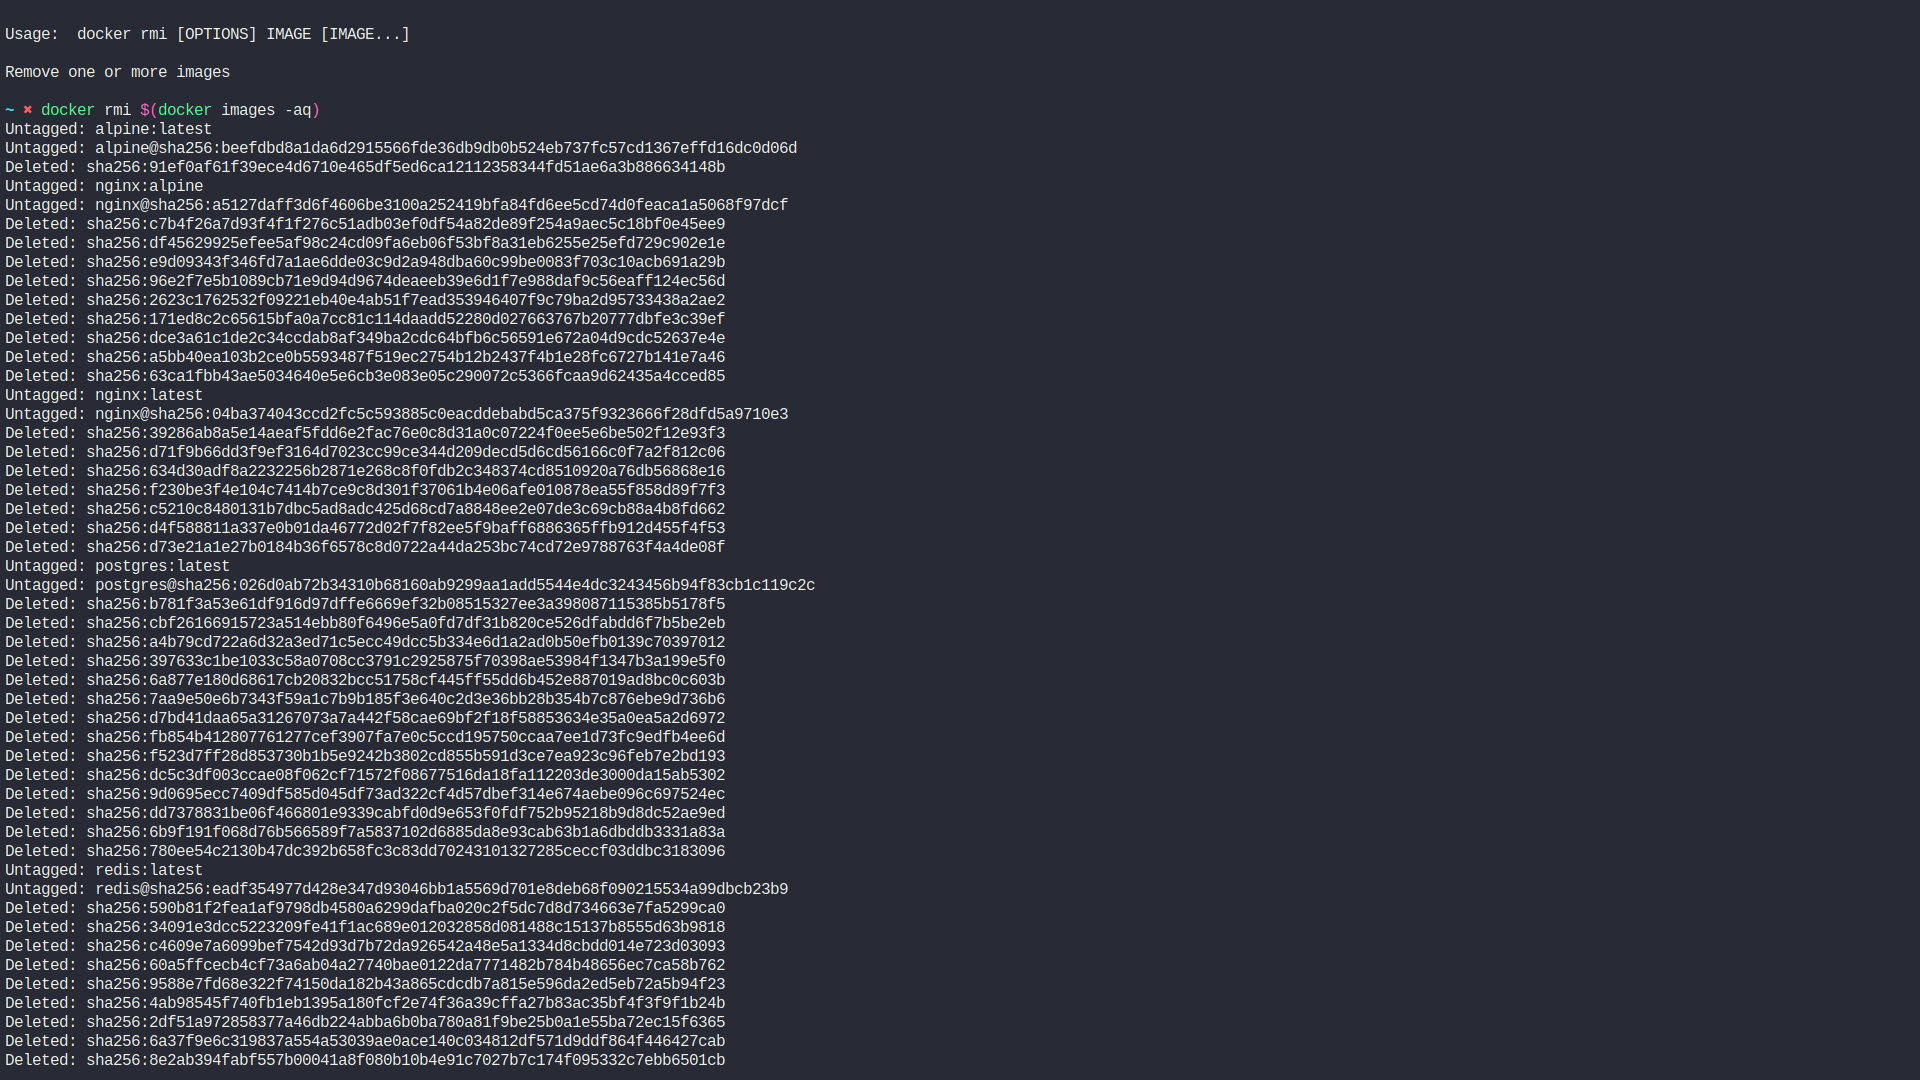 Usage:  docker rmi [OPTIONS] IMAGE [IMAGE...]
Remove one or more images
~ ✖ docker rmi $(docker images -aq)
Untagged: alpine:latest
Untagged: alpine@sha256:beefdbd8a1da6d2915566fde36db9db0b524eb737fc57cd1367effd16dc0d06d
Deleted: sha256:91ef0af61f39ece4d6710e465df5ed6ca12112358344fd51ae6a3b886634148b
Untagged: nginx:alpine
Untagged: nginx@sha256:a5127daff3d6f4606be3100a252419bfa84fd6ee5cd74d0feaca1a5068f97dcf
Deleted: sha256:c7b4f26a7d93f4f1f276c51adb03ef0df54a82de89f254a9aec5c18bf0e45ee9
Deleted: sha256:df45629925efee5af98c24cd09fa6eb06f53bf8a31eb6255e25efd729c902e1e
Deleted: sha256:e9d09343f346fd7a1ae6dde03c9d2a948dba60c99be0083f703c10acb691a29b
Deleted: sha256:96e2f7e5b1089cb71e9d94d9674deaeeb39e6d1f7e988daf9c56eaff124ec56d
Deleted: sha256:2623c1762532f09221eb40e4ab51f7ead353946407f9c79ba2d95733438a2ae2
Deleted: sha256:171ed8c2c65615bfa0a7cc81c114daadd52280d027663767b20777dbfe3c39ef
Deleted: sha256:dce3a61c1de2c34ccdab8af349ba2cdc64bfb6c56591e672a04d9cdc52637e4e
Deleted: sha256:a5bb40ea103b2ce0b5593487f519ec2754b12b2437f4b1e28fc6727b141e7a46
Deleted: sha256:63ca1fbb43ae5034640e5e6cb3e083e05c290072c5366fcaa9d62435a4cced85
Untagged: nginx:latest
Untagged: nginx@sha256:04ba374043ccd2fc5c593885c0eacddebabd5ca375f9323666f28dfd5a9710e3
Deleted: sha256:39286ab8a5e14aeaf5fdd6e2fac76e0c8d31a0c07224f0ee5e6be502f12e93f3
Deleted: sha256:d71f9b66dd3f9ef3164d7023cc99ce344d209decd5d6cd56166c0f7a2f812c06
Deleted: sha256:634d30adf8a2232256b2871e268c8f0fdb2c348374cd8510920a76db56868e16
Deleted: sha256:f230be3f4e104c7414b7ce9c8d301f37061b4e06afe010878ea55f858d89f7f3
Deleted: sha256:c5210c8480131b7dbc5ad8adc425d68cd7a8848ee2e07de3c69cb88a4b8fd662
Deleted: sha256:d4f588811a337e0b01da46772d02f7f82ee5f9baff6886365ffb912d455f4f53
Deleted: sha256:d73e21a1e27b0184b36f6578c8d0722a44da253bc74cd72e9788763f4a4de08f
Untagged: postgres:latest
Untagged: postgres@sha256:026d0ab72b34310b68160ab9299aa1add5544e4dc3243456b94f83cb1c119c2c
Deleted: sha256:b781f3a53e61df916d97dffe6669ef32b08515327ee3a398087115385b5178f5
Deleted: sha256:cbf26166915723a514ebb80f6496e5a0fd7df31b820ce526dfabdd6f7b5be2eb
Deleted: sha256:a4b79cd722a6d32a3ed71c5ecc49dcc5b334e6d1a2ad0b50efb0139c70397012
Deleted: sha256:397633c1be1033c58a0708cc3791c2925875f70398ae53984f1347b3a199e5f0
Deleted: sha256:6a877e180d68617cb20832bcc51758cf445ff55dd6b452e887019ad8bc0c603b
Deleted: sha256:7aa9e50e6b7343f59a1c7b9b185f3e640c2d3e36bb28b354b7c876ebe9d736b6
Deleted: sha256:d7bd41daa65a31267073a7a442f58cae69bf2f18f58853634e35a0ea5a2d6972
Deleted: sha256:fb854b412807761277cef3907fa7e0c5ccd195750ccaa7ee1d73fc9edfb4ee6d
Deleted: sha256:f523d7ff28d853730b1b5e9242b3802cd855b591d3ce7ea923c96feb7e2bd193
Deleted: sha256:dc5c3df003ccae08f062cf71572f08677516da18fa112203de3000da15ab5302
Deleted: sha256:9d0695ecc7409df585d045df73ad322cf4d57dbef314e674aebe096c697524ec
Deleted: sha256:dd7378831be06f466801e9339cabfd0d9e653f0fdf752b95218b9d8dc52ae9ed
Deleted: sha256:6b9f191f068d76b566589f7a5837102d6885da8e93cab63b1a6dbddb3331a83a
Deleted: sha256:780ee54c2130b47dc392b658fc3c83dd70243101327285ceccf03ddbc3183096
Untagged: redis:latest
Untagged: redis@sha256:eadf354977d428e347d93046bb1a5569d701e8deb68f090215534a99dbcb23b9
Deleted: sha256:590b81f2fea1af9798db4580a6299dafba020c2f5dc7d8d734663e7fa5299ca0
Deleted: sha256:34091e3dcc5223209fe41f1ac689e012032858d081488c15137b8555d63b9818
Deleted: sha256:c4609e7a6099bef7542d93d7b72da926542a48e5a1334d8cbdd014e723d03093
Deleted: sha256:60a5ffcecb4cf73a6ab04a27740bae0122da7771482b784b48656ec7ca58b762
Deleted: sha256:9588e7fd68e322f74150da182b43a865cdcdb7a815e596da2ed5eb72a5b94f23
Deleted: sha256:4ab98545f740fb1eb1395a180fcf2e74f36a39cffa27b83ac35bf4f3f9f1b24b
Deleted: sha256:2df51a972858377a46db224abba6b0ba780a81f9be25b0a1e55ba72ec15f6365
Deleted: sha256:6a37f9e6c319837a554a53039ae0ace140c034812df571d9ddf864f446427cab
Deleted: sha256:8e2ab394fabf557b00041a8f080b10b4e91c7027b7c174f095332c7ebb6501cb